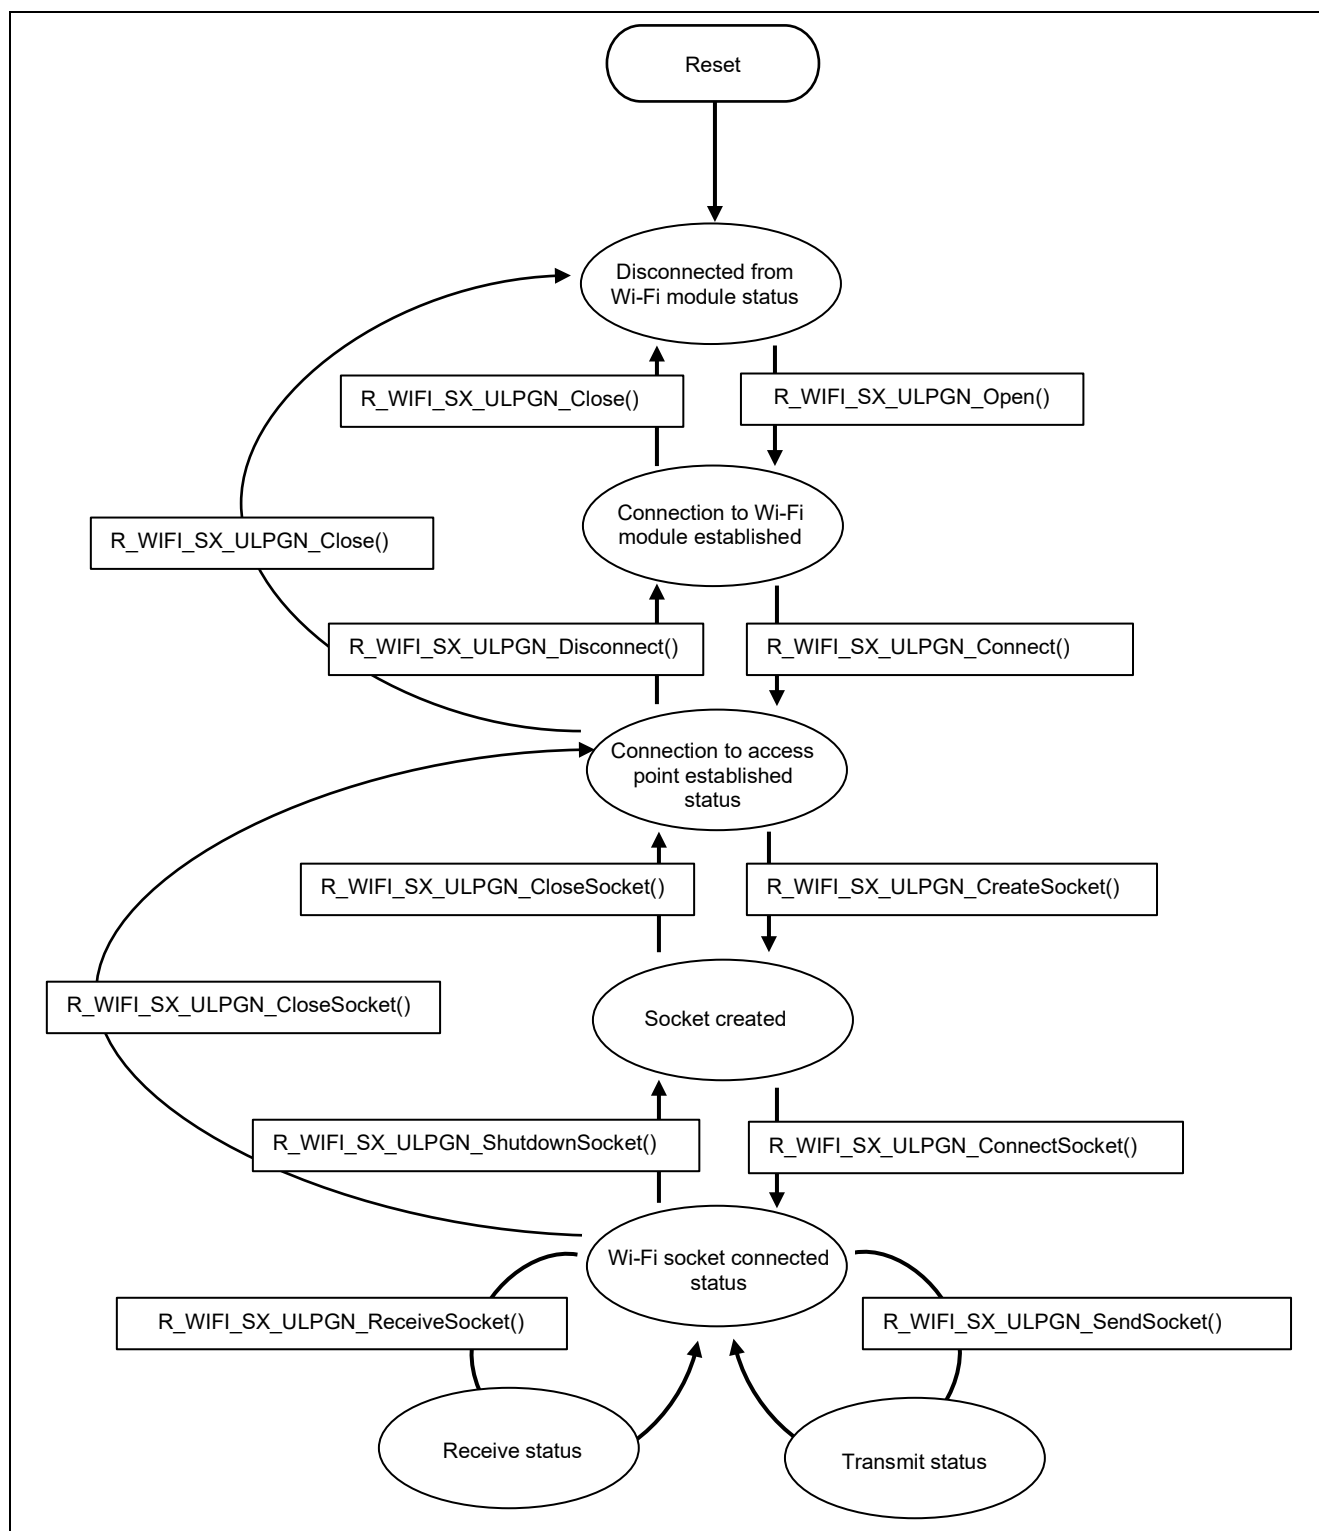 Reset
Disconnected from
Wi-Fi module status
R_WIFI_SX_ULPGN_Close()
R_WIFI_SX_ULPGN_Open()
Connection to Wi-Fi
module established
R_WIFI_SX_ULPGN_Close()
R_WIFI_SX_ULPGN_Disconnect()
R_WIFI_SX_ULPGN_Connect()
Connection to access
point established
status
R_WIFI_SX_ULPGN_CloseSocket()
R_WIFI_SX_ULPGN_CreateSocket()
R_WIFI_SX_ULPGN_CloseSocket()
Socket created
R_WIFI_SX_ULPGN_ShutdownSocket()
R_WIFI_SX_ULPGN_ConnectSocket()
Wi-Fi socket connected
status
R_WIFI_SX_ULPGN_ReceiveSocket()
R_WIFI_SX_ULPGN_SendSocket()
Receive status
Transmit status